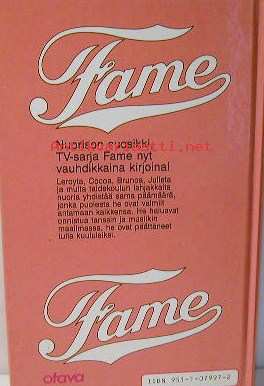 Fame
Nuorison suosikki
TV-sarja Fame nyt
vauhdikkaina kirjoina!
Leroyta, Cocoa, Brunoa, Julieta
ja muita taidekoulun lahjakkaita
nuoria yhdistää sama päämäärä,
jonka puolesta he ovat valmiit
antamaan kaikkensa. He haluavat
onnistua tanssin ja musiikin
maailmassa, he ovat päättäneet
tulla kuuluisiksi.
Fame
otava
ISBN 951-1-07997-2